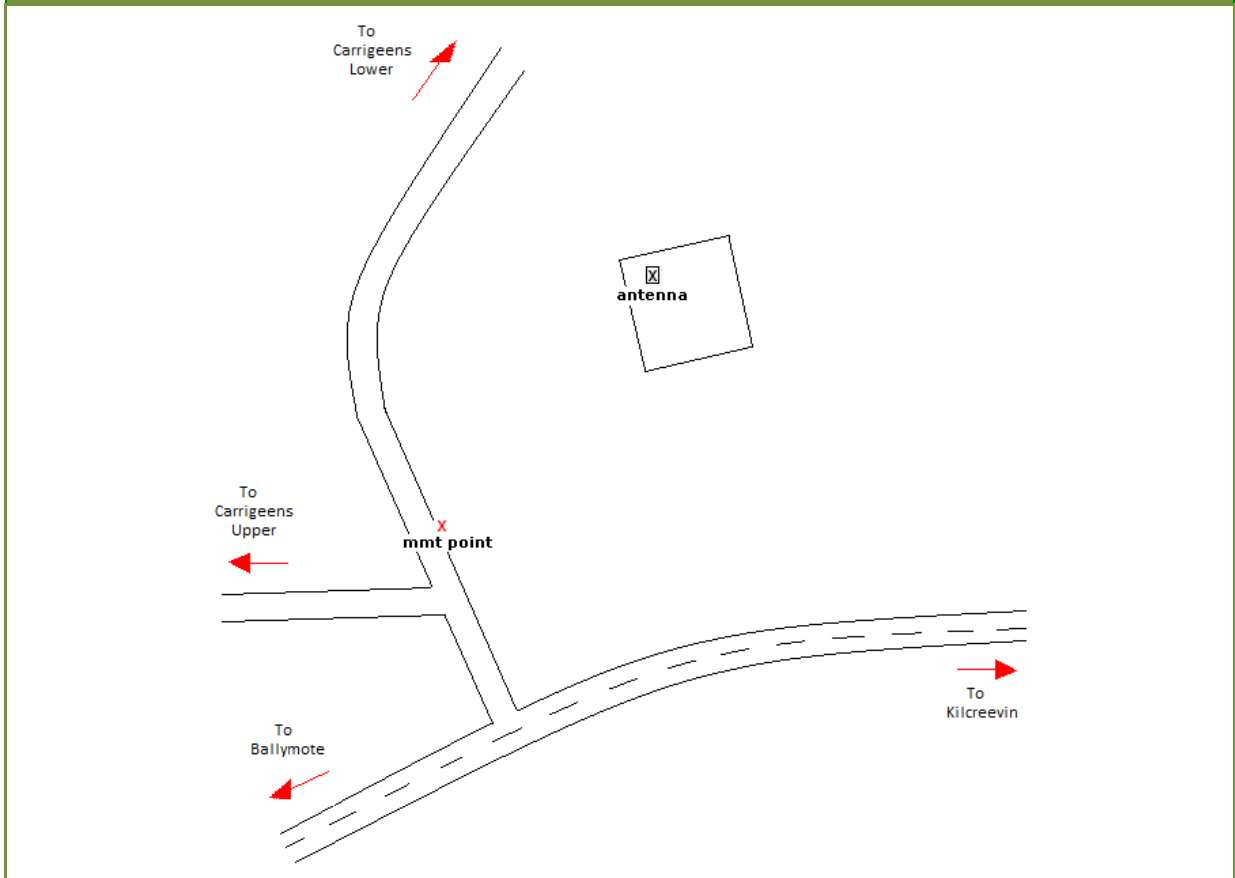 To
Carrigeens
Lower
X
antenna
To
Carrigeens
Upper
X
mmt point
To
Kilcreevin
To
Ballymote